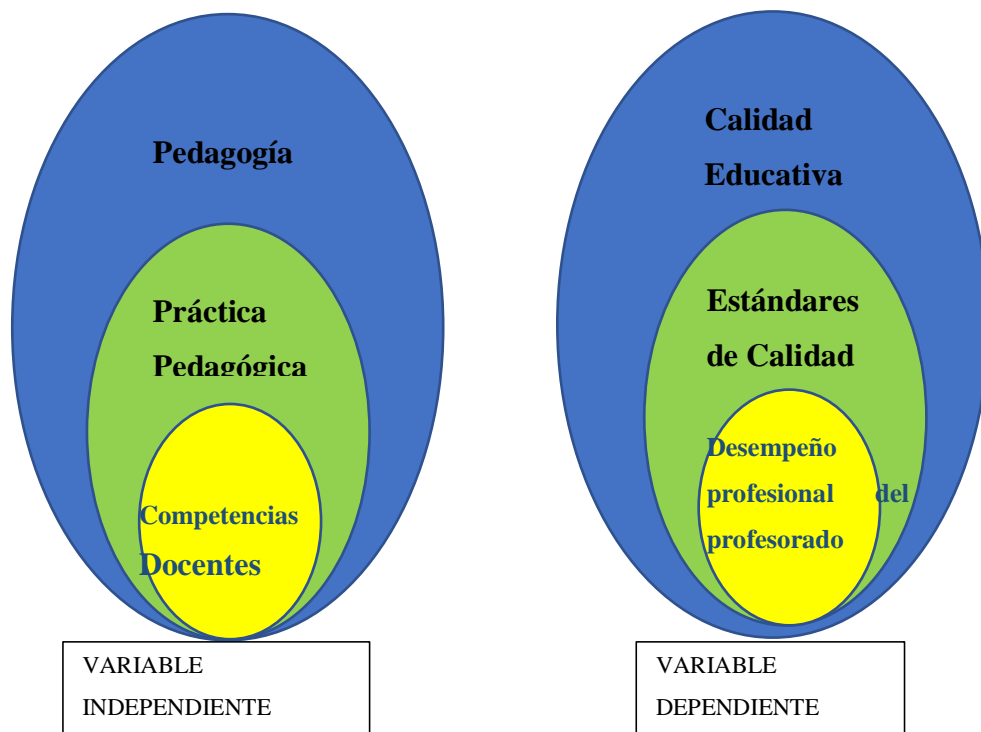 Pedagogía
Práctica
Pedagógica
Competencias
Docentes
VARIABLE
INDEPENDIENTE
Calidad
Educativa
Estándares
de Calidad
Desempeño
profesional del
profesorado
VARIABLE
DEPENDIENTE